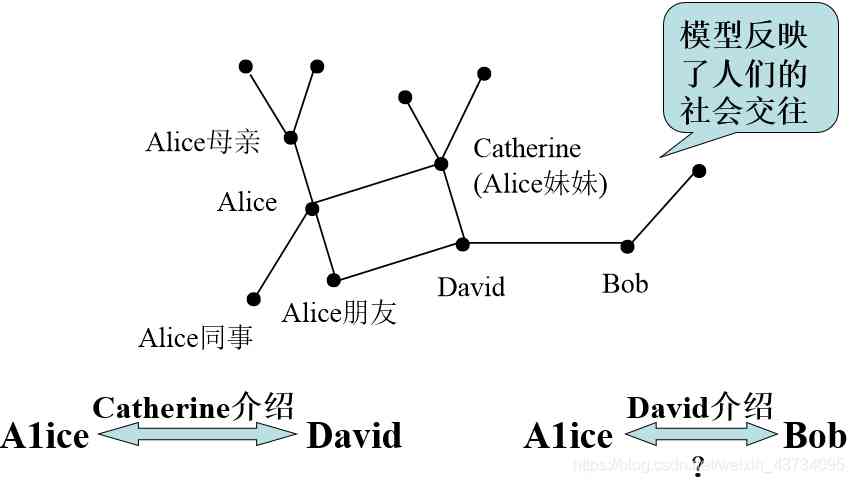 模型反映
了人们的
社会交往
Alice母亲
Catherine
(Alice妹妹)
Alice
David
Bob
Alice朋友
Alice同事
Catherine介绍
A1ice
David
David介绍
A1ice
Bob
?
https://blog.csdn.net/weixin_43734095